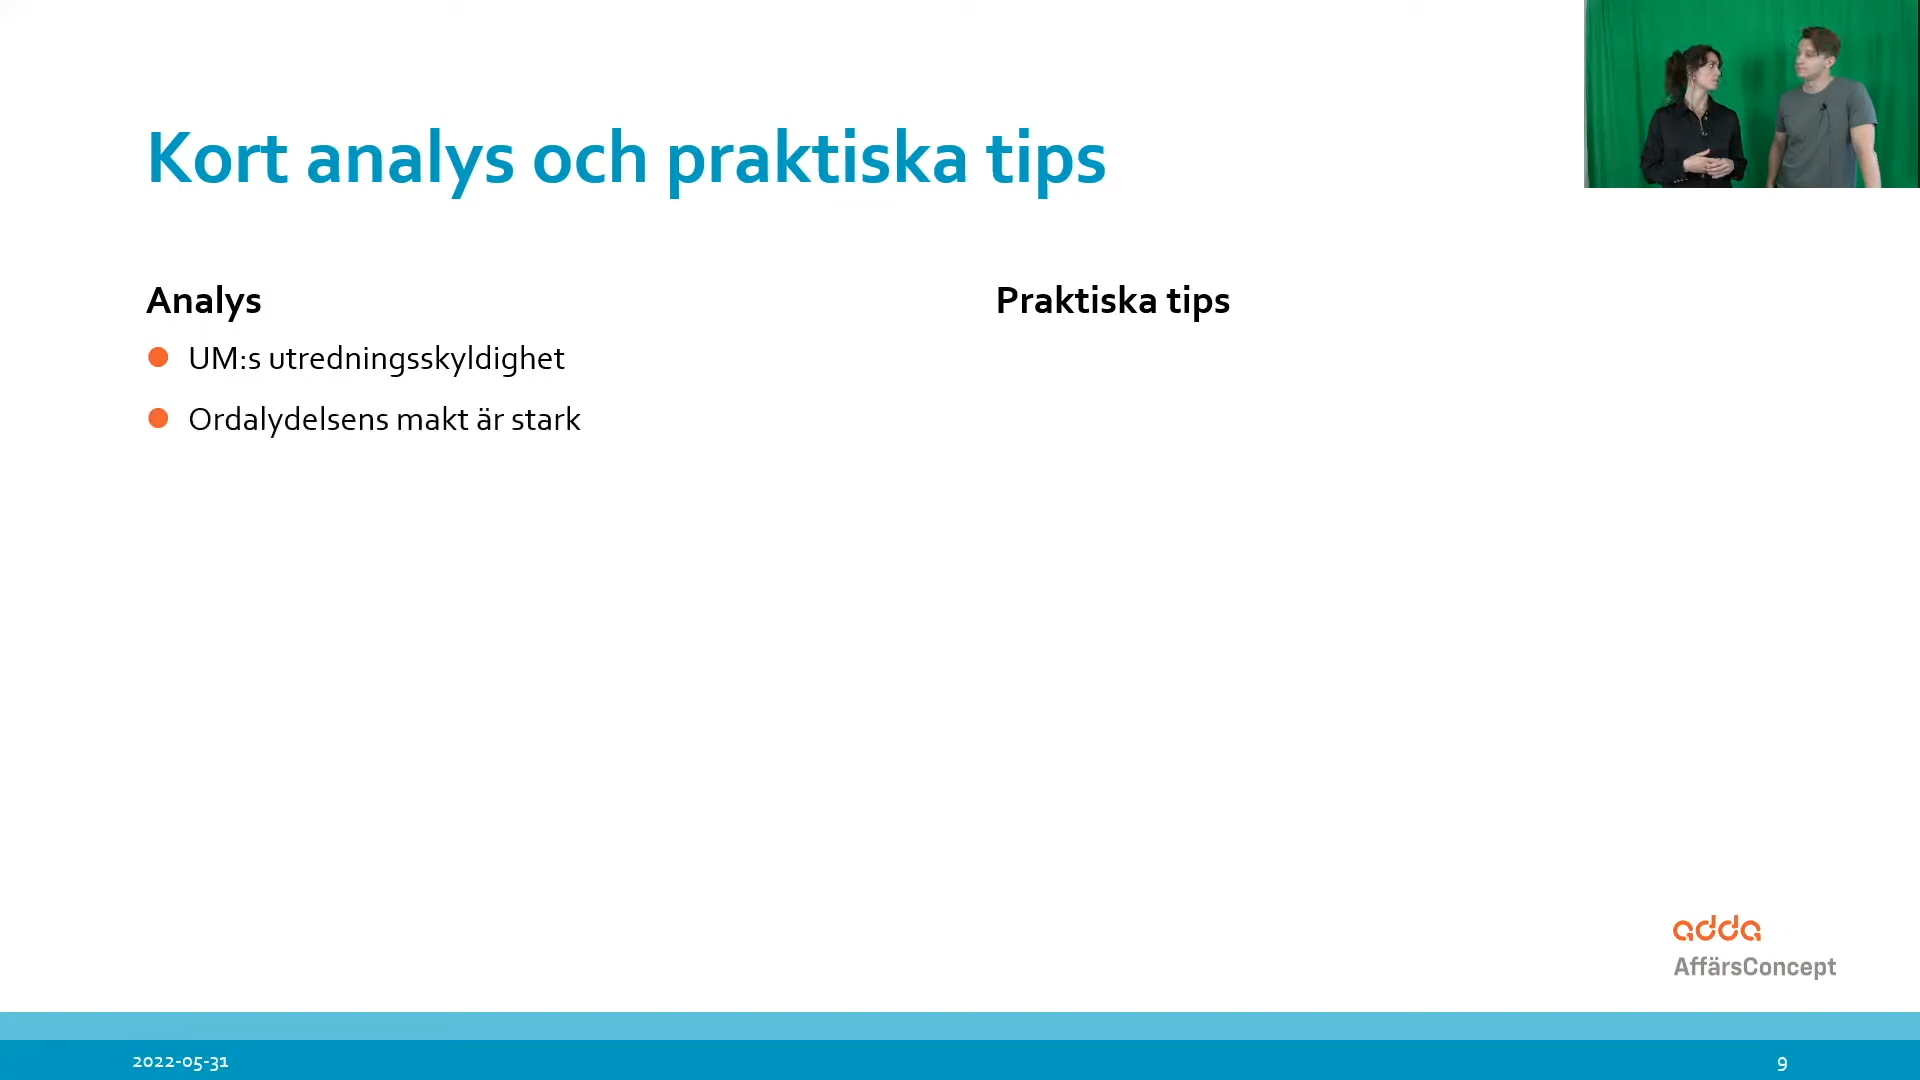 Kort analys och praktiska tips
Analys
UM:s utredningsskyldighet
Ordalydelsens makt är stark
Praktiska tips
adda
AffärsConcept
2022-05-31
9